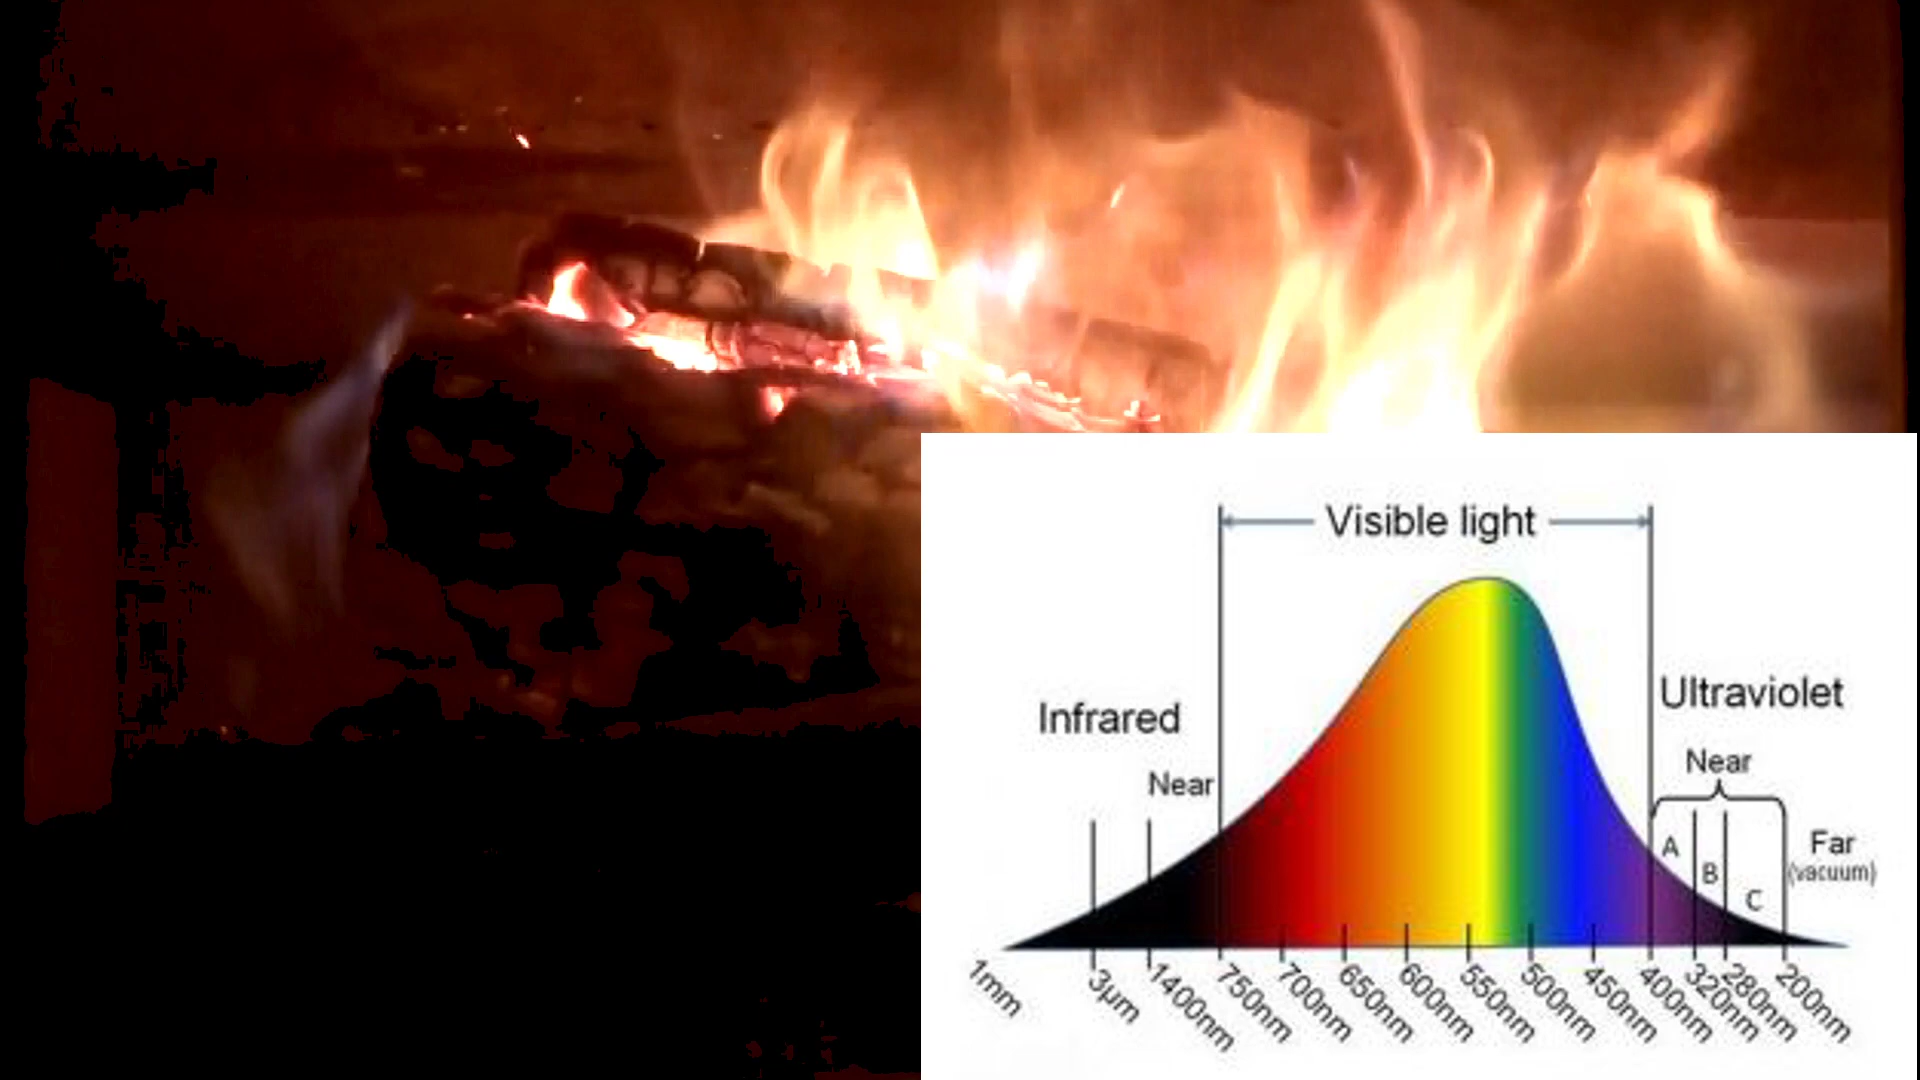 Visible light
Infrared
Ultraviolet
Near
Near
A
B
C
Far
(vacuum)
1mm
3µm
1400nm
750nm
700nm
650nm
600nm
550nm
500nm
450nm
400nm
320nm
280nm
200nm